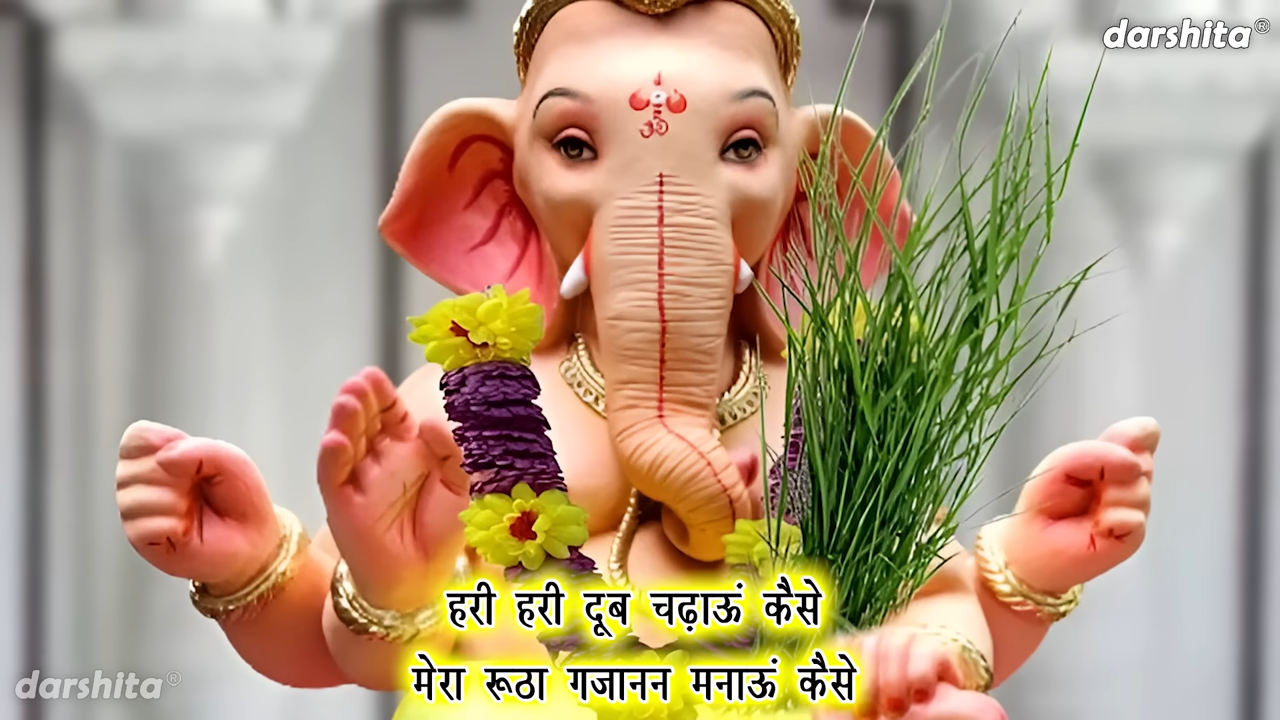 darshita®
हरी हरी दूब चढ़ाऊं कैसे
मेरा रूठा गजानन मनाऊं कैसे
darshita®